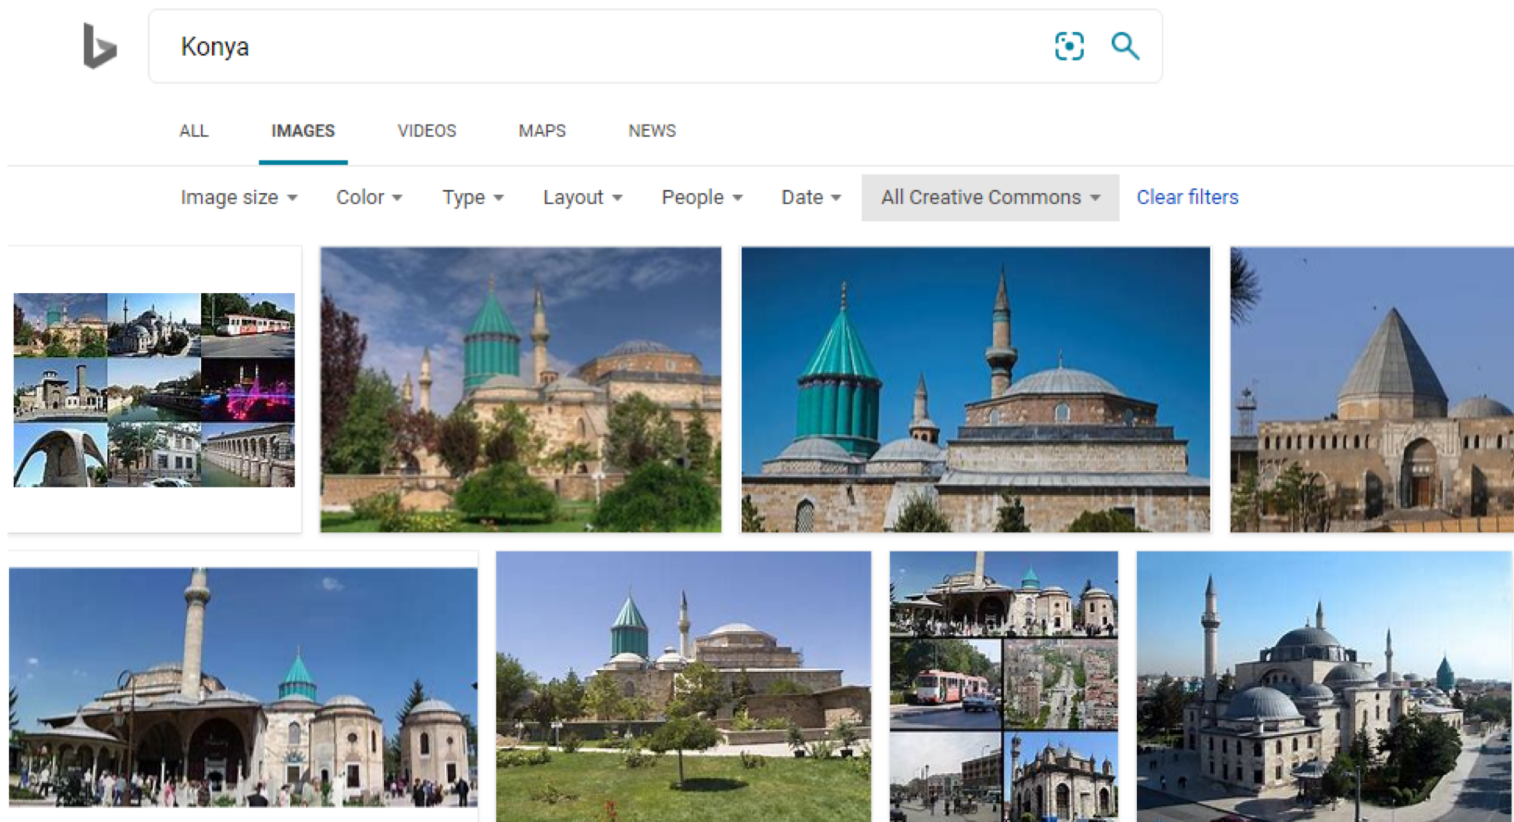 Konya
ALL IMAGES VIDEOS MAPS NEWS
Image size Color Type Layout People Date All Creative Commons Clear filters